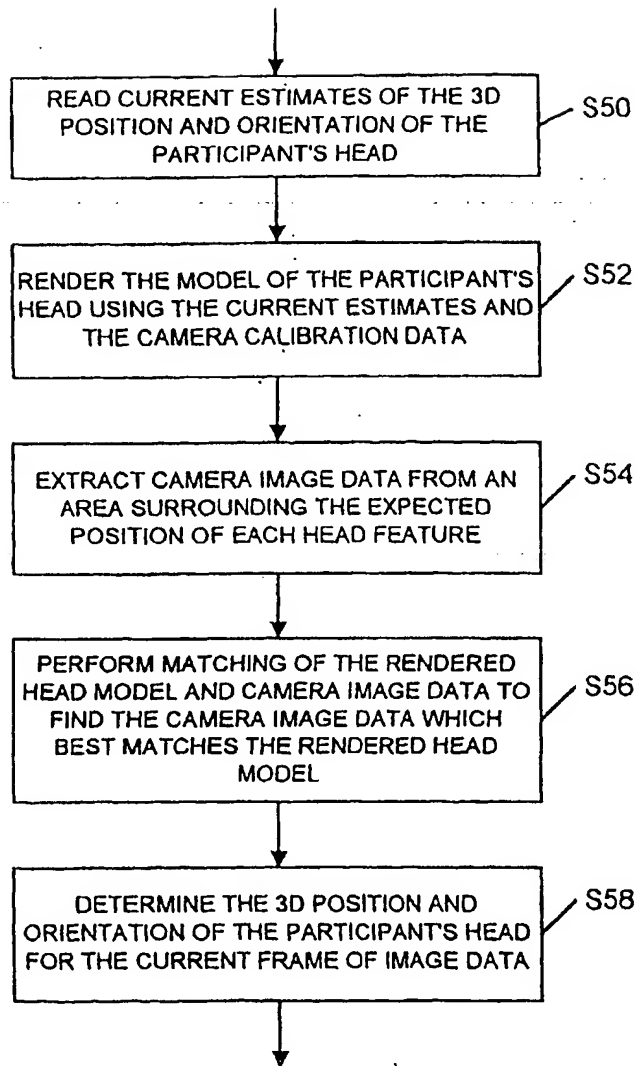 READ CURRENT ESTIMATES OF THE 3D
POSITION AND ORIENTATION OF THE
PARTICIPANT'S HEAD
S50
RENDER THE MODEL OF THE PARTICIPANT'S
HEAD USING THE CURRENT ESTIMATES AND
THE CAMERA CALIBRATION DATA
S52
EXTRACT CAMERA IMAGE DATA FROM AN
AREA SURROUNDING THE EXPECTED
POSITION OF EACH HEAD FEATURE
S54
PERFORM MATCHING OF THE RENDERED
HEAD MODEL AND CAMERA IMAGE DATA TO
FIND THE CAMERA IMAGE DATA WHICH
BEST MATCHES THE RENDERED HEAD
MODEL
S56
DETERMINE THE 3D POSITION AND
ORIENTATION OF THE PARTICIPANT'S HEAD
FOR THE CURRENT FRAME OF IMAGE DATA
S58